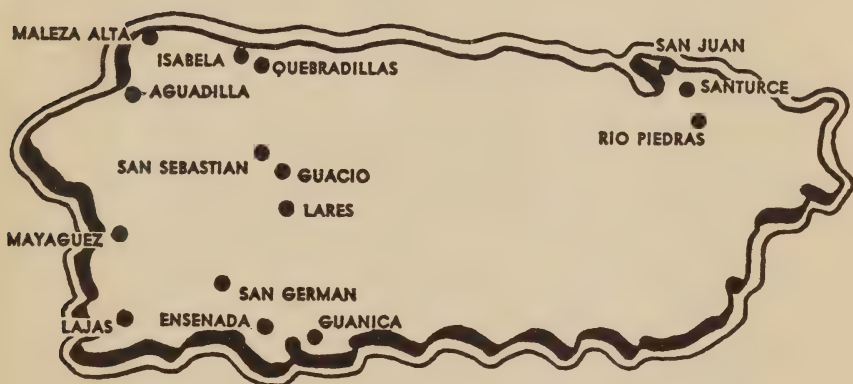 MALEZA ALTA
SAN JUAN
ISABELA
QUEBRADILLAS
SANTURCE
AGUADILLA
RIO PIEDRAS
SAN SEBASTIAN
GUACIO
LARES
MAYAGUEZ
SAN GERMAN
LAJAS
ENSENADA
GUANICA